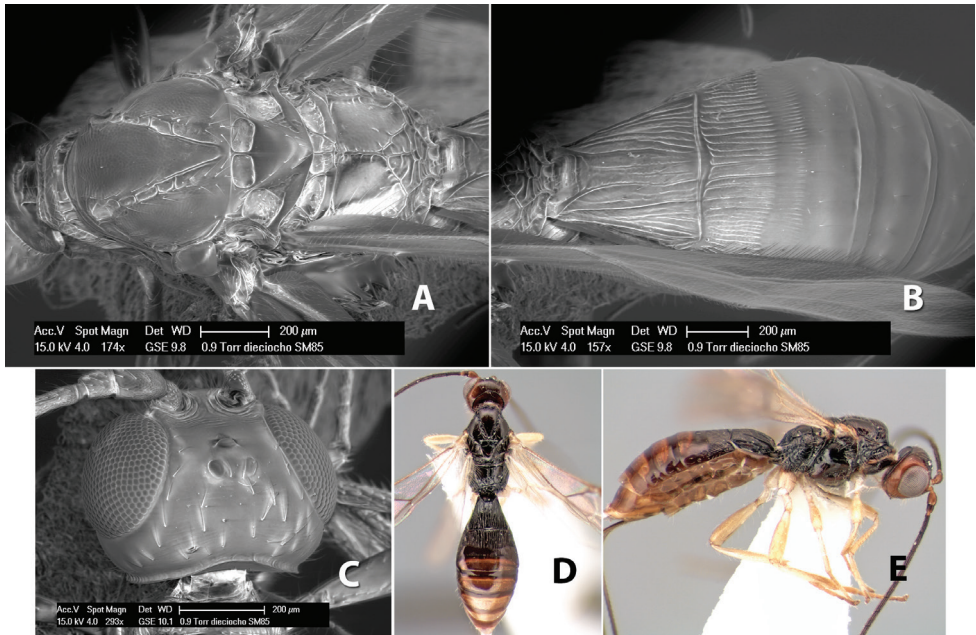 A
Acc.V Spot Magn Det WD 200 µm
15.0 kV 4.0 174x GSE 9.8 0.9 Torr dieciocho SM85
B
Acc.V Spot Magn Det WD 200 µm
15.0 kV 4.0 157x GSE 9.8 0.9 Torr dieciocho SM85
C
Acc.V Spot Magn Det WD 200 µm
15.0 kV 4.0 293x GSE 10.1 0.9 Torr dieciocho SM85
D
E